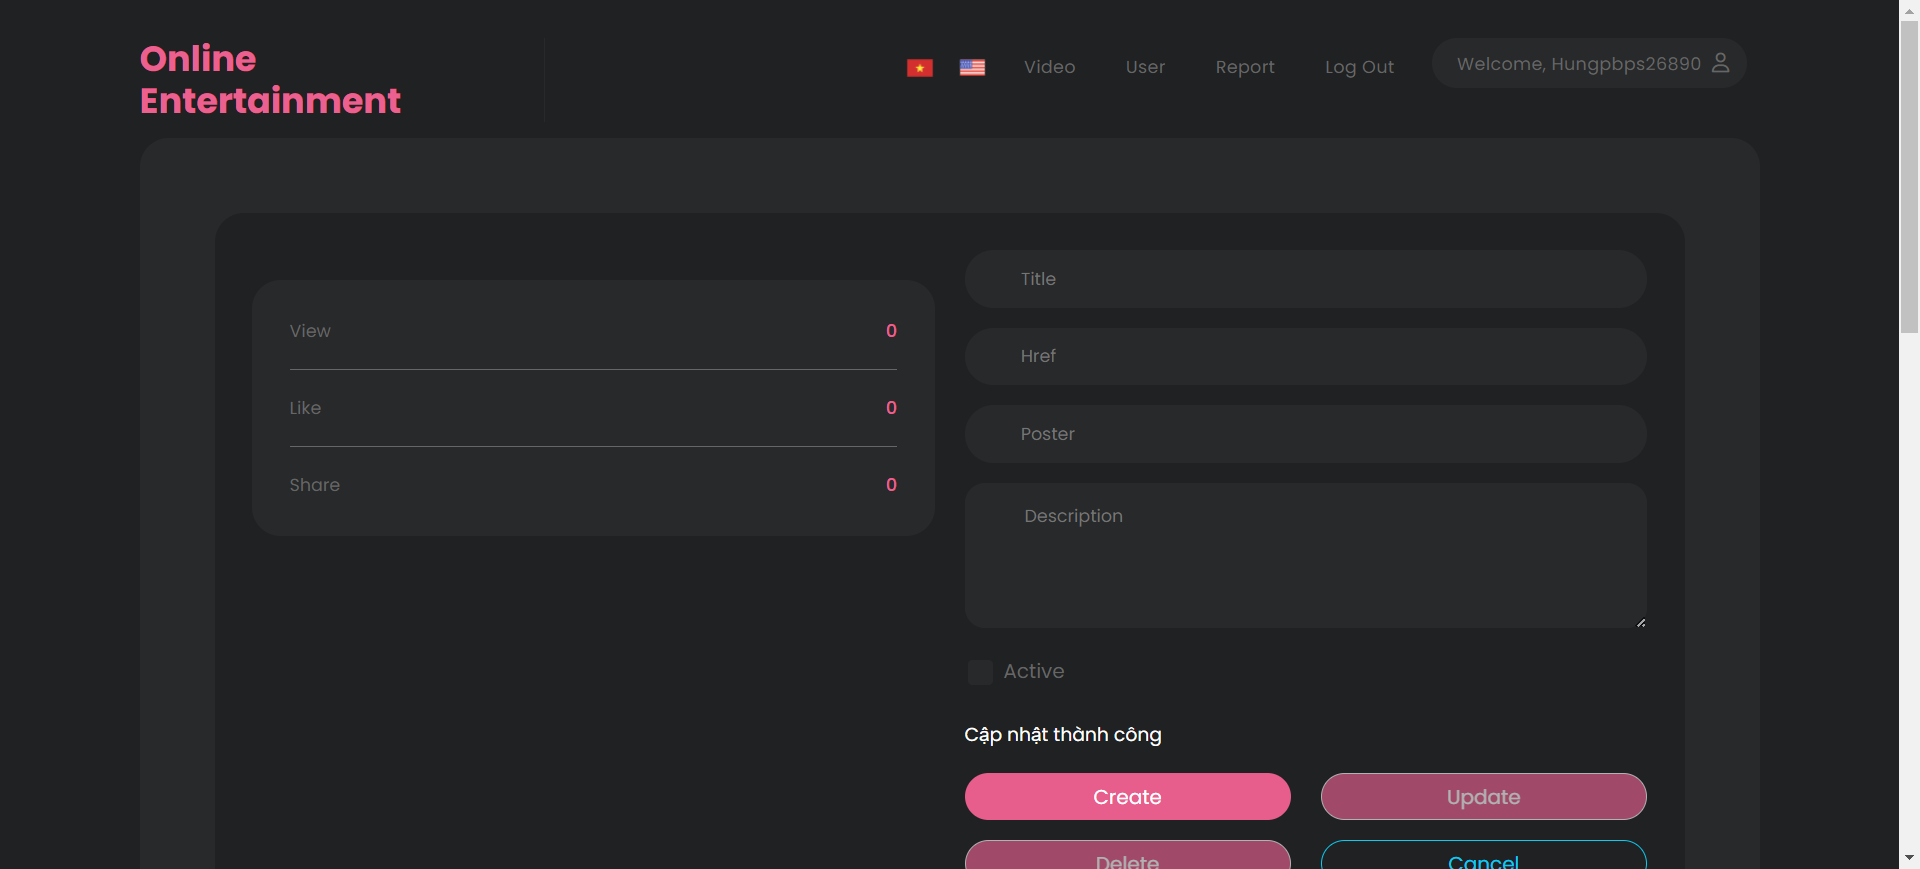 Online
Entertainment
Video
User
Report
Log Out
Welcome, Hungpbps26890
View
0
Like
0
Share
0
Title
Href
Poster
Description
Active
Cập nhật thành công
Create
Update
Delete
Cancel